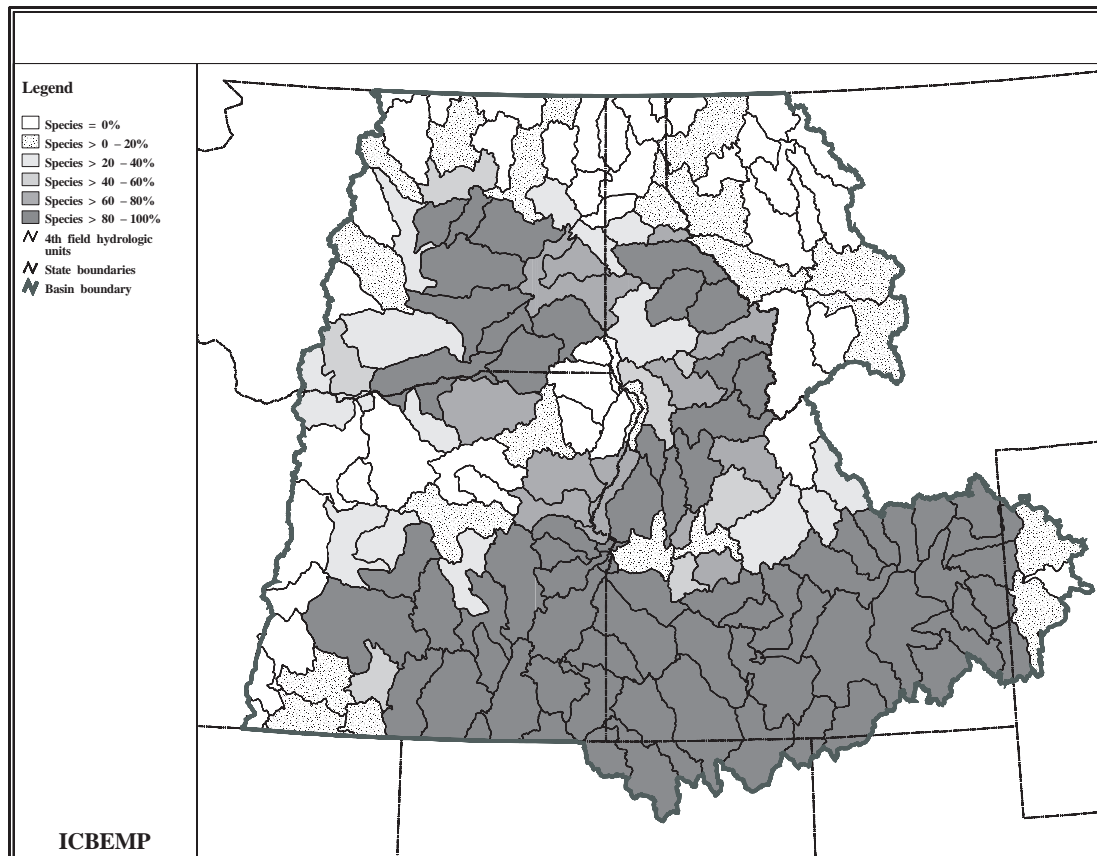 Legend
Species = 0%
Species > 0 – 20%
Species > 20 – 40%
Species > 40 – 60%
Species > 60 – 80%
Species > 80 – 100%
4th field hydrologic
units
State boundaries
Basin boundary
ICBEMP